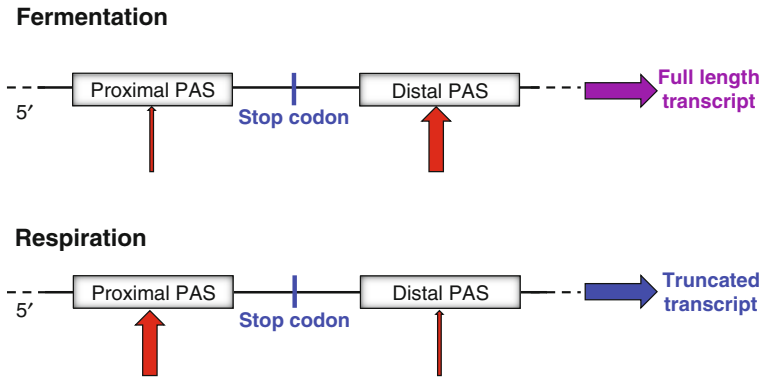 Fermentation
Proximal PAS
Distal PAS
Full length
transcript
5′
Stop codon
Respiration
Proximal PAS
Distal PAS
Truncated
transcript
5′
Stop codon